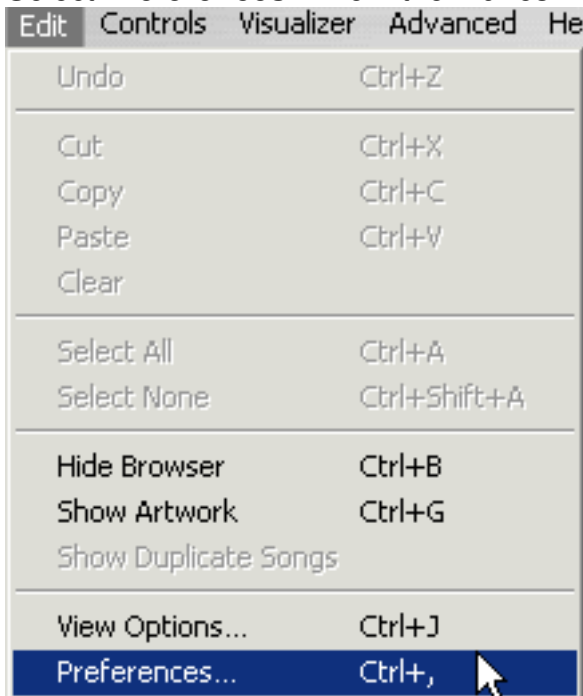 Edit Controls Visualizer Advanced He
Undo Ctrl+Z
Cut Ctrl+X
Copy Ctrl+C
Paste Ctrl+V
Clear
Select All Ctrl+A
Select None Ctrl+Shift+A
Hide Browser Ctrl+B
Show Artwork Ctrl+G
Show Duplicate Songs
View Options... Ctrl+J
Preferences... Ctrl+,